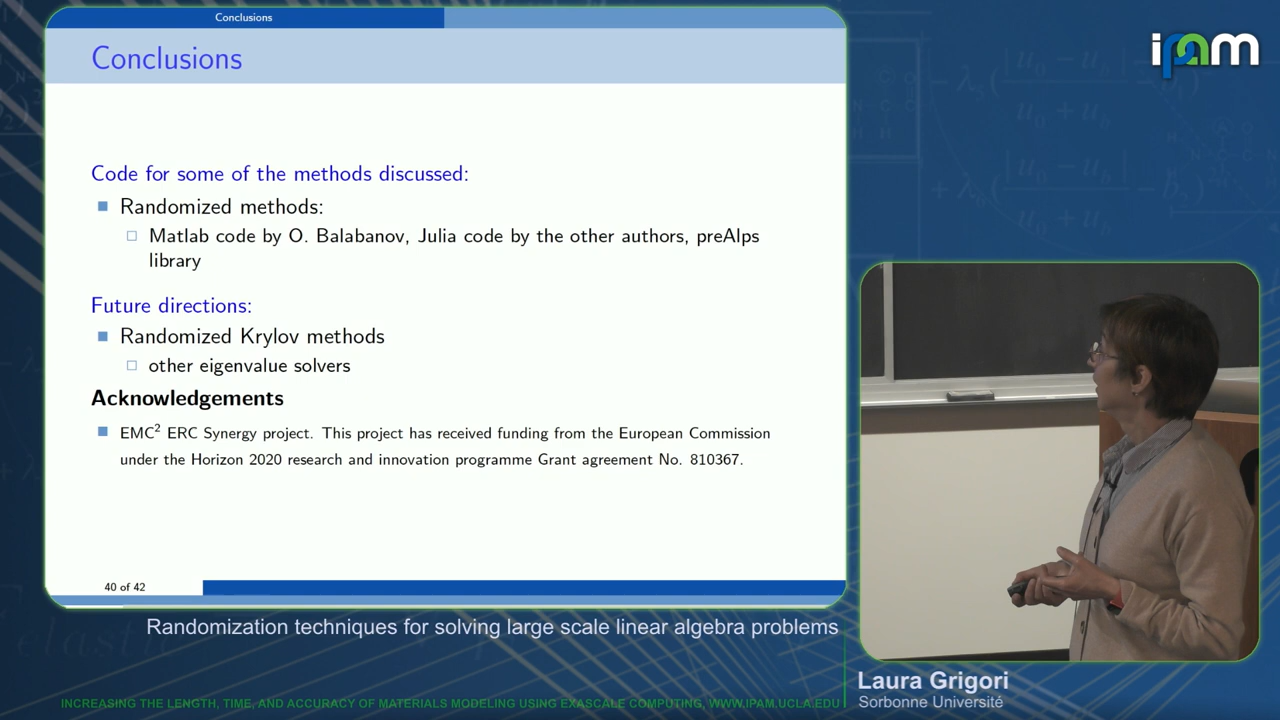 Conclusions
Conclusions
Code for some of the methods discussed:
Randomized methods:
Matlab code by O. Balabanov, Julia code by the other authors, preAlps
library
Future directions:
Randomized Krylov methods
other eigenvalue solvers
Acknowledgements
EMC² ERC Synergy project. This project has received funding from the European Commission
under the Horizon 2020 research and innovation programme Grant agreement No. 810367.
40 of 42
ipam
Randomization techniques for solving large scale linear algebra problems
Laura Grigori
Sorbonne Université
INCREASING THE LENGTH, TIME, AND ACCURACY OF MATERIALS MODELING USING EXASCALE COMPUTING, WWW.IPAM.UCLA.EDU